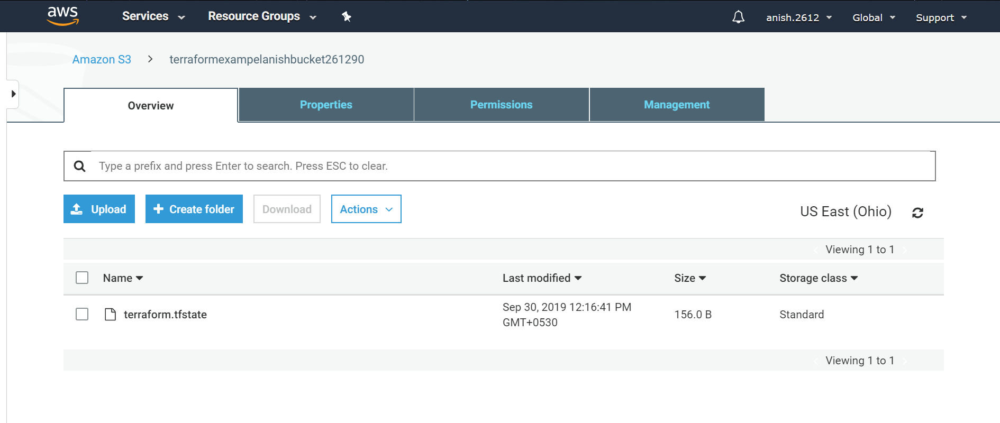 aws Services Resource Groups anish.2612 Global Support
Amazon S3 > terraformexampelanishbucket261290
Overview Properties Permissions Management
Type a prefix and press Enter to search. Press ESC to clear.
Upload Create folder Download Actions US East (Ohio)
Viewing 1 to 1
Name Last modified Size Storage class
terraform.tfstate Sep 30, 2019 12:16:41 PM GMT+0530 156.0 B Standard
Viewing 1 to 1